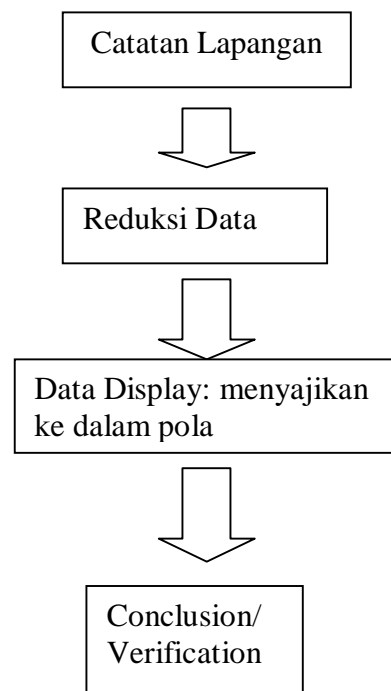 Catatan Lapangan
Reduksi Data
Data Display: menyajikan
ke dalam pola
Conclusion/
Verification